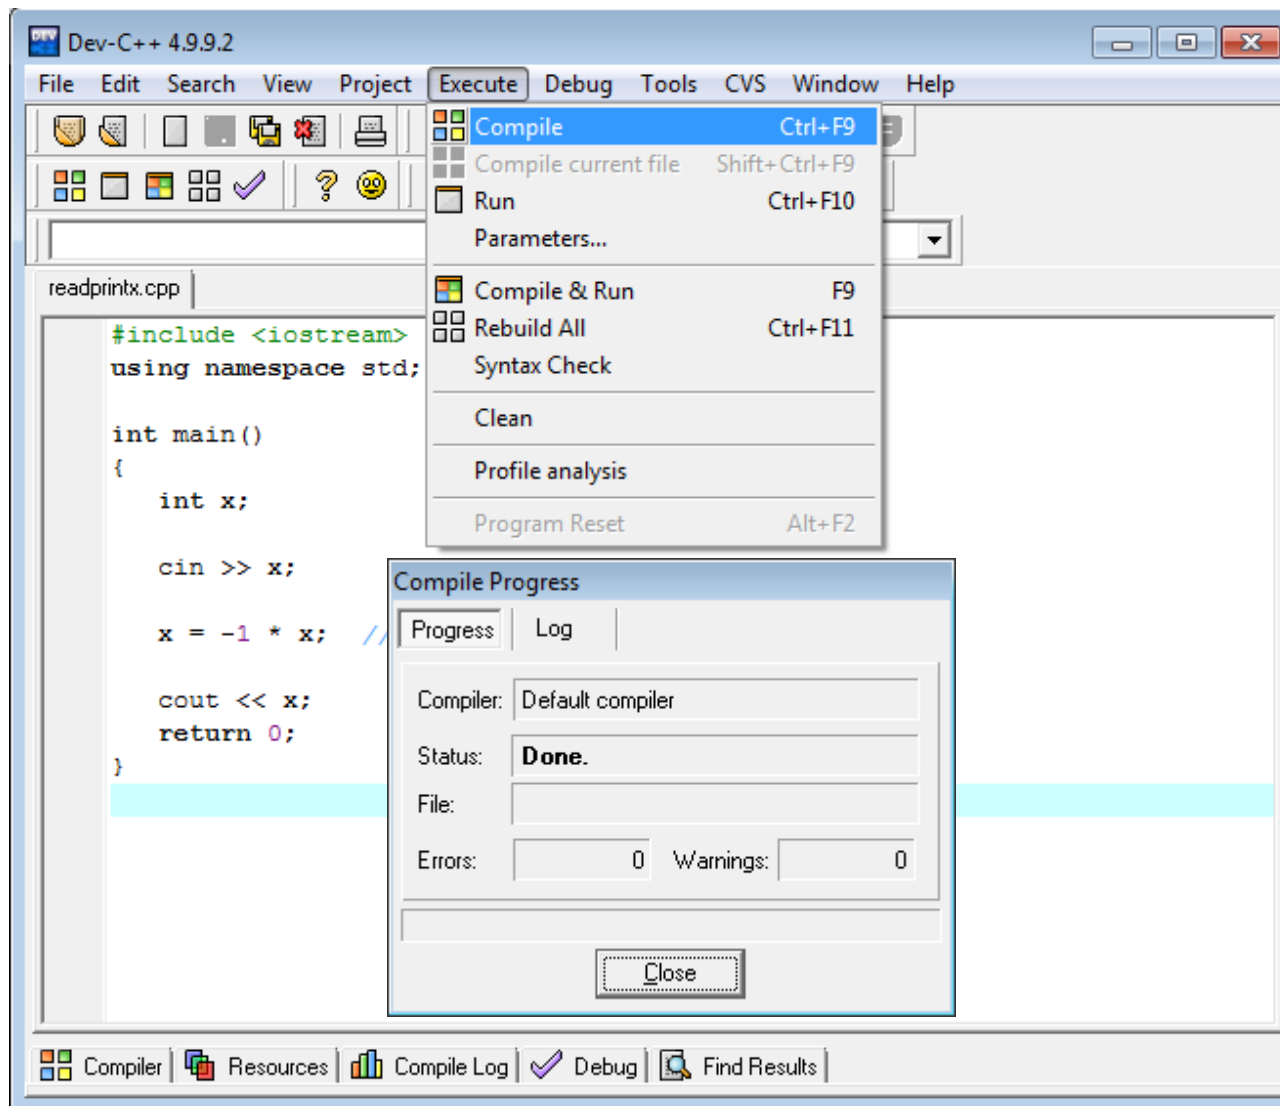 Dev-C++ 4.9.9.2
File Edit Search View Project Execute Debug Tools CVS Window Help
Compile Ctrl+F9
Compile current file Shift+Ctrl+F9
Run Ctrl+F10
Parameters...
Compile & Run F9
Rebuild All Ctrl+F11
Syntax Check
Clean
Profile analysis
Program Reset Alt+F2
readprintx.cpp
#include <iostream>
using namespace std;
int main()
{
int x;
cin >> x;
x = -1 * x; //
cout << x;
return 0;
}
Compile Progress
Progress Log
Compiler: Default compiler
Status: Done.
File:
Errors: 0 Warnings: 0
Close
Compiler Resources Compile Log Debug Find Results